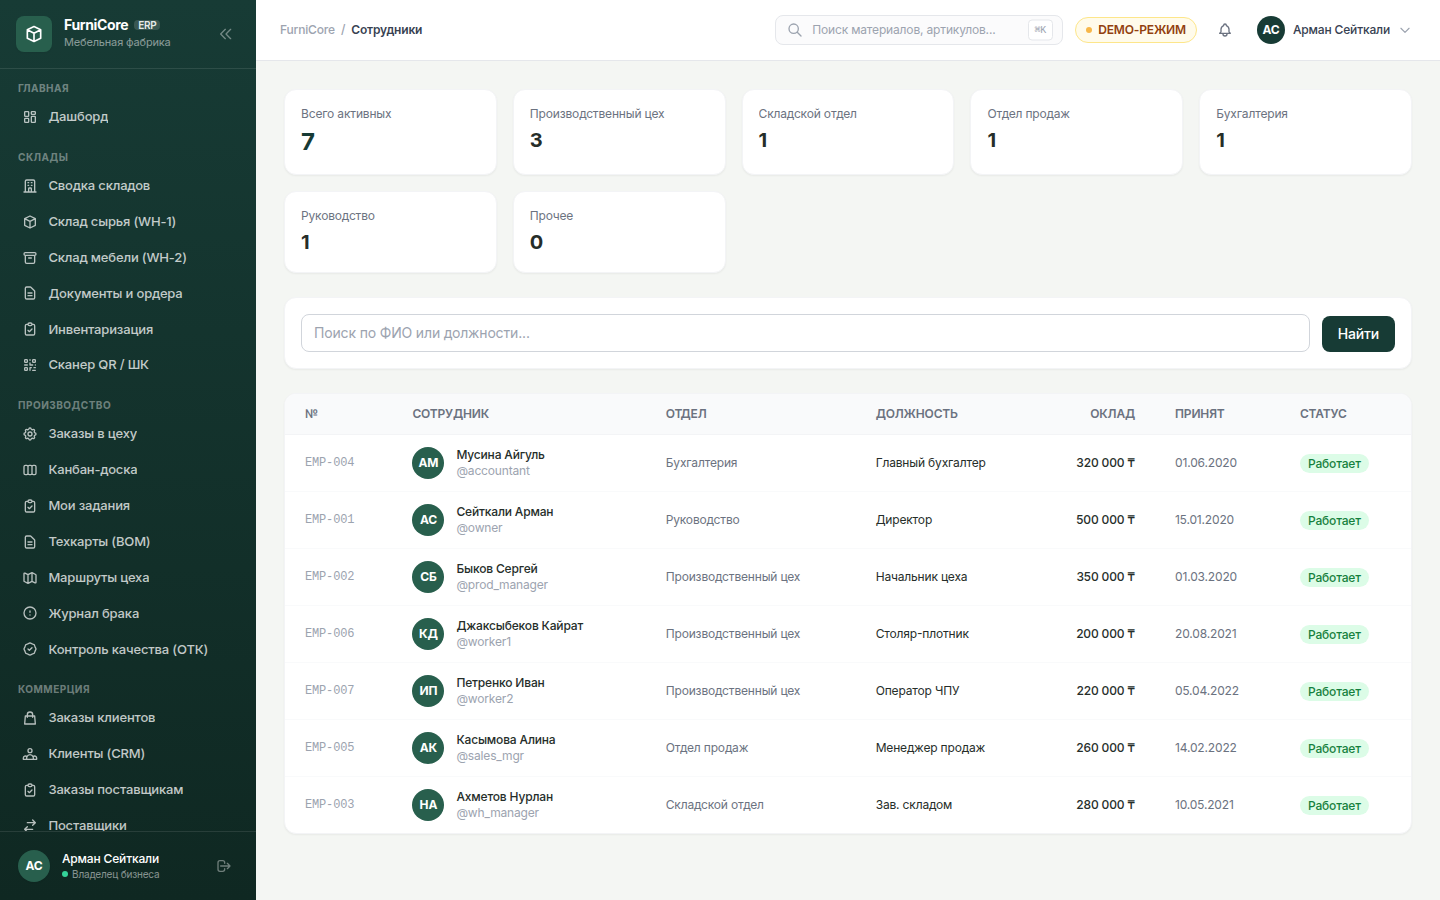 FurniCore ERP
Мебельная фабрика
ГЛАВНАЯ
Дашборд
СКЛАДЫ
Сводка складов
Склад сырья (WH-1)
Склад мебели (WH-2)
Документы и ордера
Инвентаризация
Сканер QR / ШК
ПРОИЗВОДСТВО
Заказы в цеху
Канбан-доска
Мои задания
Техкарты (BOM)
Маршруты цеха
Журнал брака
Контроль качества (ОТК)
КОММЕРЦИЯ
Заказы клиентов
Клиенты (CRM)
Заказы поставщикам
Поставщики
АС Арман Сейткали
Владелец бизнеса
FurniCore / Сотрудники
Поиск материалов, артикулов... ⌘K
DEMO-РЕЖИМ
АС Арман Сейткали
Всего активных
7
Производственный цех
3
Складской отдел
1
Отдел продаж
1
Бухгалтерия
1
Руководство
1
Прочее
0
Поиск по ФИО или должности... Найти
№ СОТРУДНИК ОТДЕЛ ДОЛЖНОСТЬ ОКЛАД ПРИНЯТ СТАТУС
EMP-004 АМ Мусина Айгуль @accountant Бухгалтерия Главный бухгалтер 320 000 ₸ 01.06.2020 Работает
EMP-001 АС Сейткали Арман @owner Руководство Директор 500 000 ₸ 15.01.2020 Работает
EMP-002 СБ Быков Сергей @prod_manager Производственный цех Начальник цеха 350 000 ₸ 01.03.2020 Работает
EMP-006 КД Джаксыбеков Кайрат @worker1 Производственный цех Столяр-плотник 200 000 ₸ 20.08.2021 Работает
EMP-007 ИП Петренко Иван @worker2 Производственный цех Оператор ЧПУ 220 000 ₸ 05.04.2022 Работает
EMP-005 АК Касымова Алина @sales_mgr Отдел продаж Менеджер продаж 260 000 ₸ 14.02.2022 Работает
EMP-003 НА Ахметов Нурлан @wh_manager Складской отдел Зав. складом 280 000 ₸ 10.05.2021 Работает